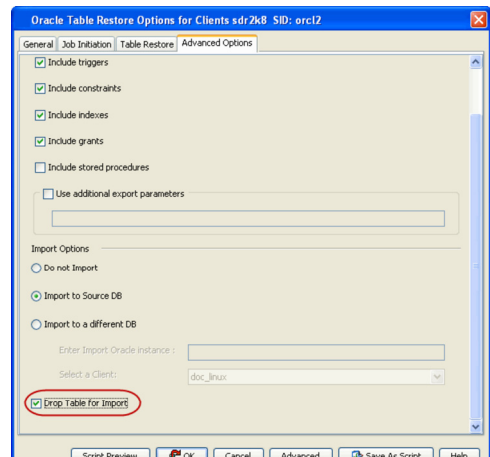 Oracle Table Restore Options for Clients sdr2k8 SID: orcl2
General Job Initiation Table Restore Advanced Options
Include triggers
Include constraints
Include indexes
Include grants
Include stored procedures
Use additional export parameters
Import Options
Do not Import
Import to Source DB
Import to a different DB
Enter Import Oracle instance :
Select a Client: doc_linux
Drop Table for Import
Script Preview OK Cancel Advanced Save As Script Help